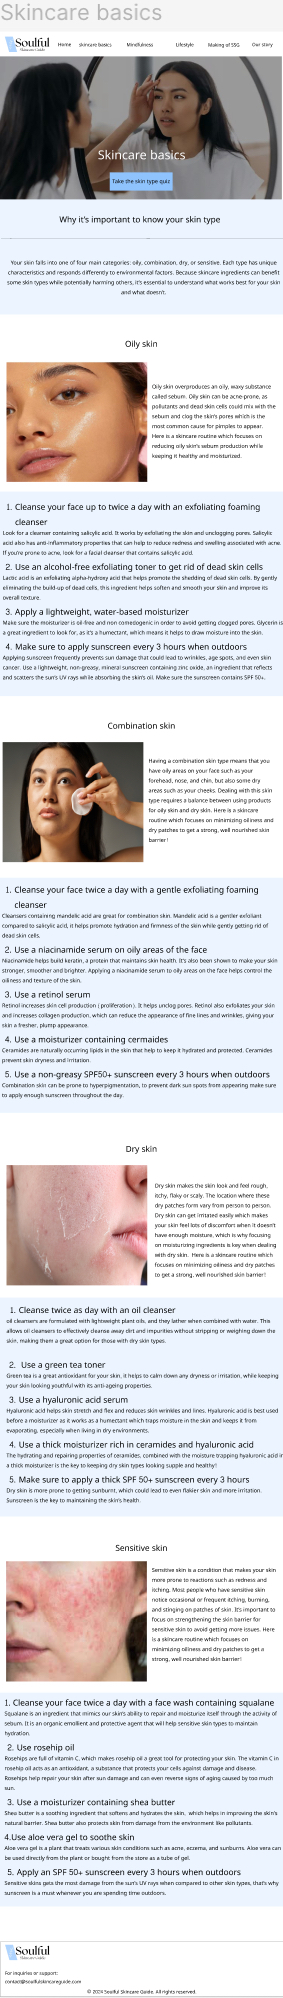 Skincare basics
Soulful
Skincare Guide
Home skincare basics Mindfulness Lifestyle Making of SSG Our story
Skincare basics
Take the skin type quiz
Why it's important to know your skin type
Your skin falls into one of four main categories: oily, combination, dry, or sensitive. Each type has unique
characteristics and responds differently to environmental factors. Because skincare ingredients can benefit
some skin types while potentially harming others, it's essential to understand what works best for your skin
and what doesn't.
Oily skin
Oily skin overproduces an oily, waxy substance
called sebum. Oily skin can be acne-prone, as
pollutants and dead skin cells could mix with the
sebum and clog the skin's pores which is the
most common cause for pimples to appear.
Here is a skincare routine which focuses on
reducing oily skin's sebum production while
keeping it healthy and moisturized.
1. Cleanse your face up to twice a day with an exfoliating foaming
cleanser
Look for a cleanser containing salicylic acid. It works by exfoliating the skin and unclogging pores. Salicylic
acid also has anti-inflammatory properties that can help to reduce redness and swelling associated with acne.
If you're prone to acne, look for a facial cleanser that contains salicylic acid.
2. Use an alcohol-free exfoliating toner to get rid of dead skin cells
Lactic acid is an exfoliating alpha-hydroxy acid that helps promote the shedding of dead skin cells. By gently
eliminating the build-up of dead cells, this ingredient helps soften and smooth your skin and improve its
overall texture.
3. Apply a lightweight, water-based moisturizer
Make sure the moisturizer is oil-free and non comedogenic in order to avoid getting clogged pores. Glycerin is
a great ingredient to look for, as it's a humectant, which means it helps to draw moisture into the skin.
4. Make sure to apply sunscreen every 3 hours when outdoors
Applying sunscreen frequently prevents sun damage that could lead to wrinkles, age spots, and even skin
cancer. Use a lightweight, non-greasy, mineral sunscreen containing zinc oxide, an ingredient that reflects
and scatters the sun's UV rays while absorbing the skin's oil. Make sure the sunscreen contains SPF 50+.
Combination skin
Having a combination skin type means that you
have oily areas on your face such as your
forehead, nose, and chin, but also some dry
areas such as your cheeks. Dealing with this skin
type requires a balance between using products
for oily skin and dry skin. Here is a skincare
routine which focuses on minimizing oiliness and
dry patches to get a strong, well nourished skin
barrier!
1. Cleanse your face twice a day with a gentle exfoliating foaming
cleanser
Cleansers containing mandelic acid are great for combination skin. Mandelic acid is a gentler exfoliant
compared to salicylic acid, it helps promote hydration and firmness of the skin while gently getting rid of
dead skin cells.
2. Use a niacinamide serum on oily areas of the face
Niacinamide helps build keratin, a protein that maintains skin health. It's also been shown to make your skin
stronger, smoother and brighter. Applying a niacinamide serum to oily areas on the face helps control the
oiliness and texture of the skin.
3. Use a retinol serum
Retinol increases skin cell production ( proliferation ). It helps unclog pores. Retinol also exfoliates your skin
and increases collagen production, which can reduce the appearance of fine lines and wrinkles, giving your
skin a fresher, plump appearance.
4. Use a moisturizer containing cermaides
Ceramides are naturally occurring lipids in the skin that help to keep it hydrated and protected. Ceramides
prevent skin dryness and irritation.
5. Use a non-greasy SPF50+ sunscreen every 3 hours when outdoors
Combination skin can be prone to hyperpigmentation, to prevent dark sun spots from appearing make sure
to apply enough sunscreen throughout the day.
Dry skin
Dry skin makes the skin look and feel rough,
itchy, flaky or scaly. The location where these
dry patches form vary from person to person.
Dry skin can get irritated easily which makes
your skin feel lots of discomfort when it doesn't
have enough moisture, which is why focusing
on moisturizing ingredients is key when dealing
with dry skin. Here is a skincare routine which
focuses on minimizing oiliness and dry patches
to get a strong, well nourished skin barrier!
1. Cleanse twice as day with an oil cleanser
oil cleansers are formulated with lightweight plant oils, and they lather when combined with water. This
allows oil cleansers to effectively cleanse away dirt and impurities without stripping or weighing down the
skin, making them a great option for those with dry skin types.
2. Use a green tea toner
Green tea is a great antioxidant for your skin, it helps to calm down any dryness or irritation, while keeping
your skin looking youthful with its anti-ageing properties.
3. Use a hyaluronic acid serum
Hyaluronic acid helps skin stretch and flex and reduces skin wrinkles and lines. Hyaluronic acid is best used
before a moisturizer as it works as a humectant which traps moisture in the skin and keeps it from
evaporating, especially when living in dry environments.
4. Use a thick moisturizer rich in ceramides and hyaluronic acid
The hydrating and repairing properties of ceramides, combined with the moisture trapping hyaluronic acid in
a thick moisturizer is the key to keeping dry skin types looking supple and healthy!
5. Make sure to apply a thick SPF 50+ sunscreen every 3 hours
Dry skin is more prone to getting sunburnt, which could lead to even flakier skin and more irritation.
Sunscreen is the key to maintaining the skin's health.
Sensitive skin
Sensitive skin is a condition that makes your skin
more prone to reactions such as redness and
itching. Most people who have sensitive skin
notice occasional or frequent itching, burning,
and stinging on patches of skin. It's important to
focus on strengthening the skin barrier for
sensitive skin to avoid getting more issues. Here
is a skincare routine which focuses on
minimizing oiliness and dry patches to get a
strong, well nourished skin barrier!
1. Cleanse your face twice a day with a face wash containing squalane
Squalane is an ingredient that mimics our skin's ability to repair and moisturize itself through the activity of
sebum. It is an organic emollient and protective agent that will help sensitive skin types to maintain
hydration.
2. Use rosehip oil
Rosehips are full of vitamin C, which makes rosehip oil a great tool for protecting your skin. The vitamin C in
rosehip oil acts as an antioxidant, a substance that protects your cells against damage and disease.
Rosehips help repair your skin after sun damage and can even reverse signs of aging caused by too much
sun.
3. Use a moisturizer containing shea butter
Shea butter is a soothing ingredient that softens and hydrates the skin, which helps in improving the skin's
natural barrier. Shea butter also protects skin from damage from the environment like pollutants.
4.Use aloe vera gel to soothe skin
Aloe vera gel is a plant that treats various skin conditions such as acne, eczema, and sunburns. Aloe vera can
be used directly from the plant or bought from the store as a tube of gel.
5. Apply an SPF 50+ sunscreen every 3 hours when outdoors
Sensitive skins gets the most damage from the sun's UV rays when compared to other skin types, that's why
sunscreen is a must whenever you are spending time outdoors.
Soulful
Skincare Guide
For inquiries or support:
contact@soulfulskincareguide.com
© 2024 Soulful Skincare Guide. All rights reserved.